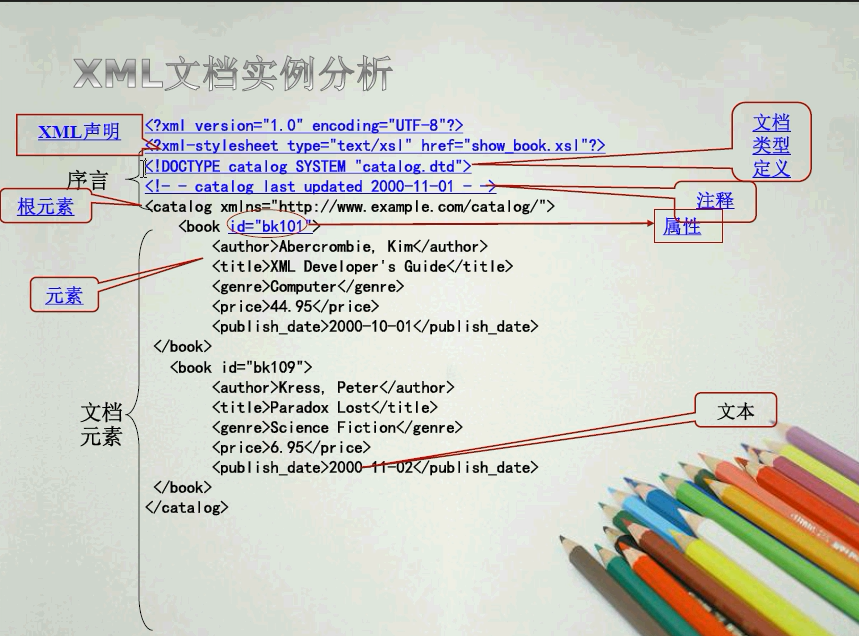 XML文档实例分析
XML声明
<?xml version="1.0" encoding="UTF-8"?>
<?xml-stylesheet type="text/xsl" href="show_book.xsl"?>
文档
类型
定义
序言
<!DOCTYPE catalog SYSTEM "catalog.dtd">
<!- - catalog last updated 2000-11-01 - ->
注释
根元素
<catalog xmlns="http://www.example.com/catalog/">
<book id="bk101">
属性
<author>Abercrombie, Kim</author>
<title>XML Developer's Guide</title>
元素
<genre>Computer</genre>
<price>44.95</price>
<publish_date>2000-10-01</publish_date>
</book>
<book id="bk109">
<author>Kress, Peter</author>
<title>Paradox Lost</title>
文档
元素
文本
<genre>Science Fiction</genre>
<price>6.95</price>
<publish_date>2000-11-02</publish_date>
</book>
</catalog>